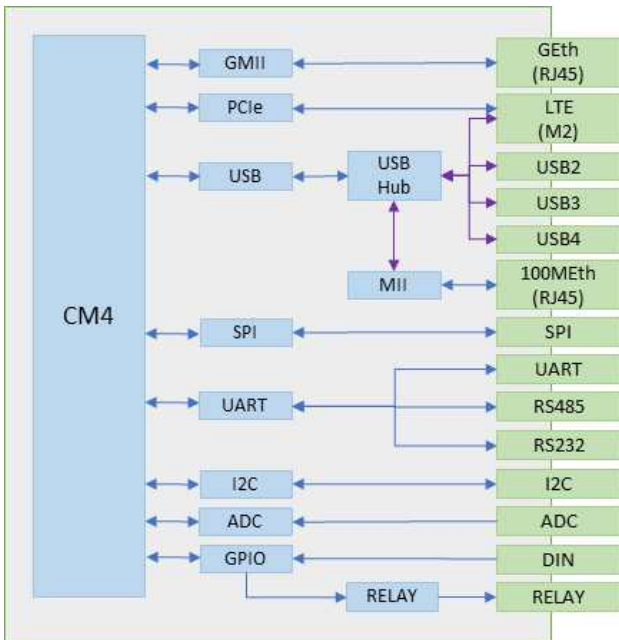 GMII
GEth
(RJ45)
PCIe
LTE
(M2)
USB
USB
Hub
USB2
USB3
USB4
MII
100MEth
(RJ45)
CM4
SPI
SPI
UART
UART
RS485
RS232
I2C
I2C
ADC
ADC
GPIO
DIN
RELAY
RELAY